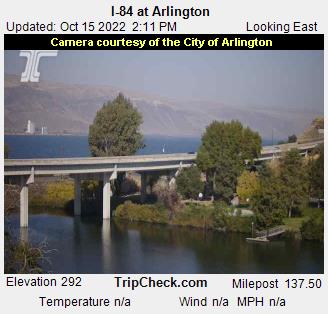 I-84 at Arlington
Updated: Oct 15 2022 2:11 PM Looking East
Camera courtesy of the City of Arlington
Elevation 292 TripCheck.com Milepost 137.50
Temperature n/a Wind n/a MPH n/a